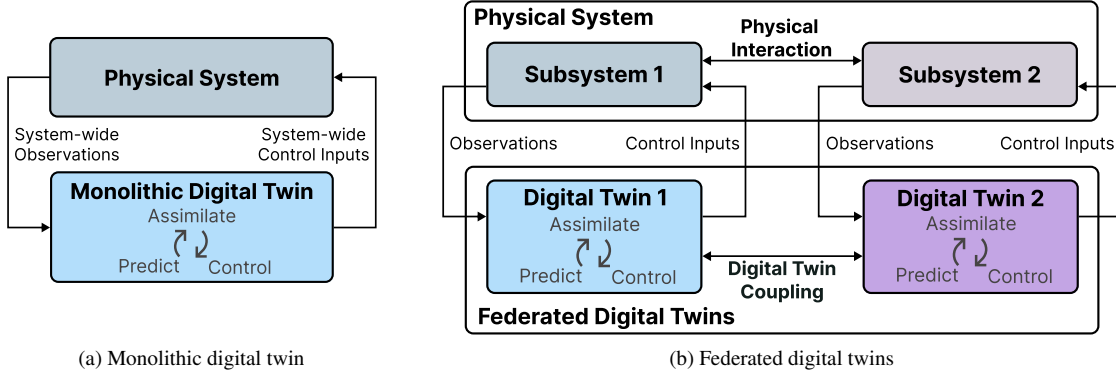 Physical System
System-wide
Observations
System-wide
Control Inputs
Monolithic Digital Twin
Assimilate
Predict
Control
(a) Monolithic digital twin
Physical System
Physical
Interaction
Subsystem 1
Subsystem 2
Observations
Control Inputs
Observations
Control Inputs
Digital Twin 1
Assimilate
Predict
Control
Digital Twin
Coupling
Digital Twin 2
Assimilate
Predict
Control
Federated Digital Twins
(b) Federated digital twins